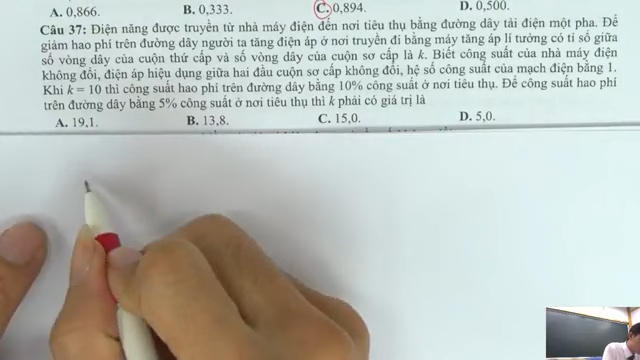 A. 0,866. B. 0,333. C. 0,894. D. 0,500.
Câu 37: Điện năng được truyền từ nhà máy điện đến nơi tiêu thụ bằng đường dây tải điện một pha. Để
giảm hao phí trên đường dây người ta tăng điện áp ở nơi truyền đi bằng máy tăng áp lí tưởng có tỉ số giữa
số vòng dây của cuộn thứ cấp và số vòng dây của cuộn sơ cấp là k. Biết công suất của nhà máy điện
không đổi, điện áp hiệu dụng giữa hai đầu cuộn sơ cấp không đổi, hệ số công suất của mạch điện bằng 1.
Khi k = 10 thì công suất hao phí trên đường dây bằng 10% công suất ở nơi tiêu thụ. Để công suất hao phí
trên đường dây bằng 5% công suất ở nơi tiêu thụ thì k phải có giá trị là
A. 19,1. B. 13,8. C. 15,0. D. 5,0.